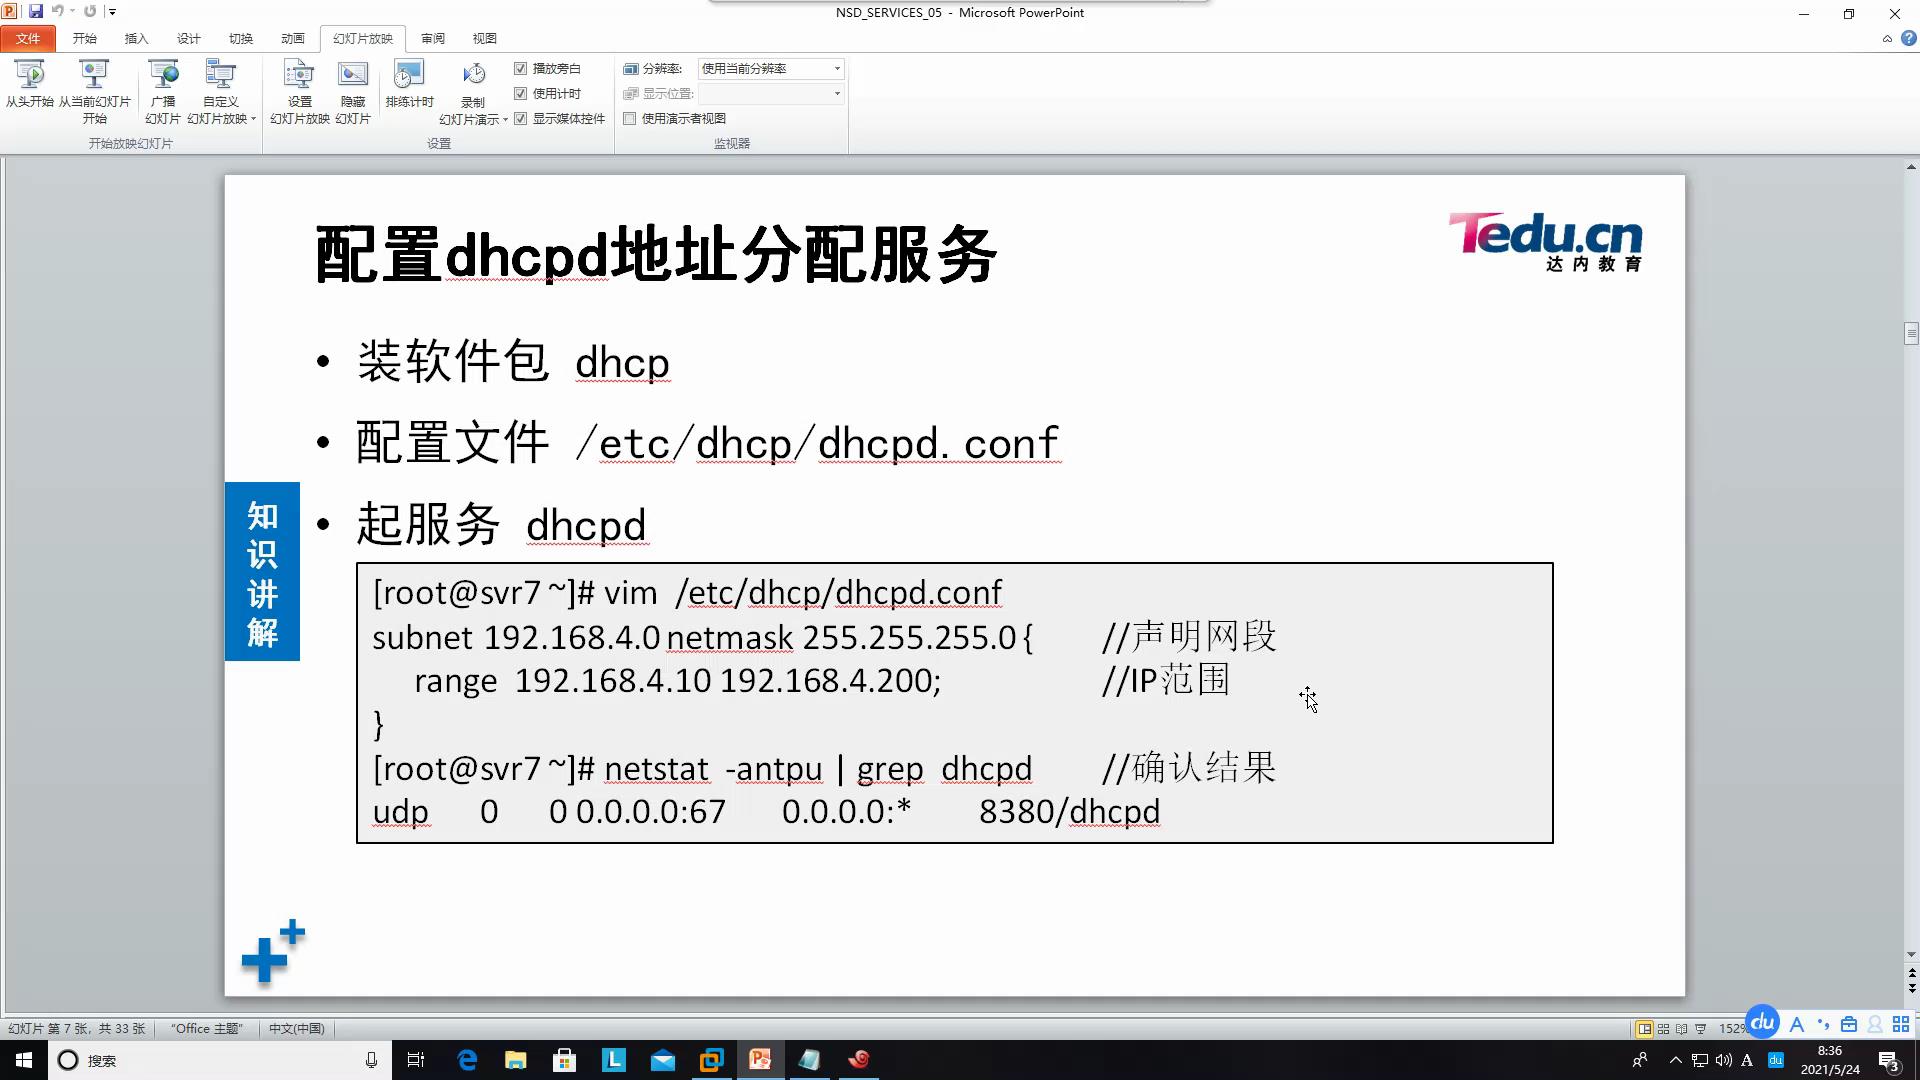 NSD_SERVICES_05 - Microsoft PowerPoint
文件 开始 插入 设计 切换 动画 幻灯片放映 审阅 视图
从头开始 从当前幻灯片开始 广播幻灯片 自定义幻灯片放映 设置幻灯片放映 隐藏幻灯片 排练计时 录制幻灯片演示
播放旁白
使用计时
显示媒体控件
分辨率: 使用当前分辨率
显示位置:
使用演示者视图
开始放映幻灯片 设置 监视器
配置dhcpd地址分配服务
Tedu.cn
达内教育
• 装软件包 dhcp
• 配置文件 /etc/dhcp/dhcpd.conf
• 起服务 dhcpd
知识讲解
[root@svr7 ~]# vim /etc/dhcp/dhcpd.conf
subnet 192.168.4.0 netmask 255.255.255.0 { //声明网段
range 192.168.4.10 192.168.4.200; //IP范围
}
[root@svr7 ~]# netstat -antpu | grep dhcpd //确认结果
udp 0 0 0.0.0.0:67 0.0.0.0:* 8380/dhcpd
幻灯片 第 7 张, 共 33 张 "Office 主题" 中文(中国) 152%
du A
搜索
A du
8:36
2021/5/24
3